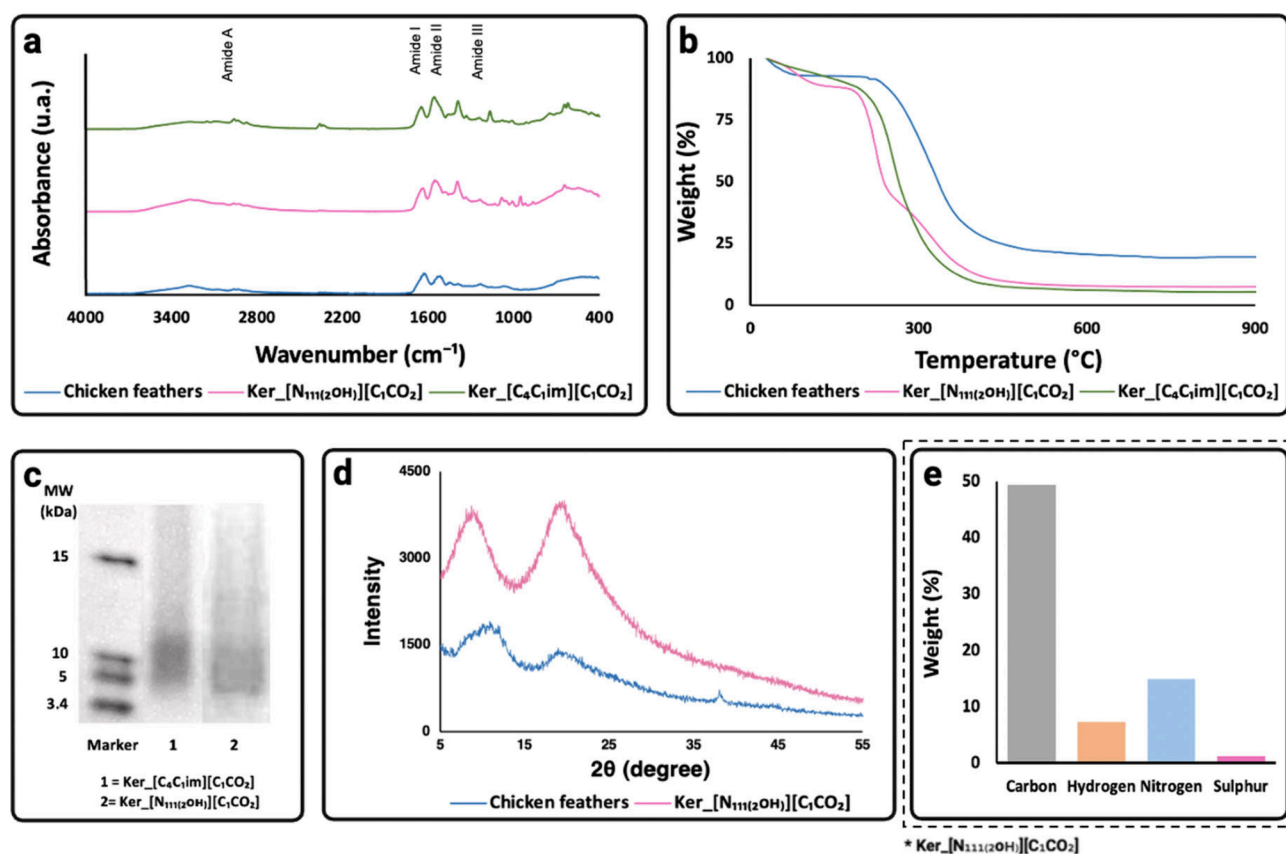 a
Amide A
Amide I
Amide II
Amide III
Absorbance (u.a.)
4000 3400 2800 2200 1600 1000 400
Wavenumber (cm⁻¹)
Chicken feathers Ker_[N₁₁₁₍₂OH₎][C₁CO₂] Ker_[C₄C₁im][C₁CO₂]
b
100
75
50
25
0
Weight (%)
0 300 600 900
Temperature (°C)
Chicken feathers Ker_[N₁₁₁₍₂OH₎][C₁CO₂] Ker_[C₄C₁im][C₁CO₂]
c
MW
(kDa)
15
10
5
3.4
Marker 1 2
1 = Ker_[C₄C₁im][C₁CO₂]
2= Ker_[N₁₁₁₍₂OH₎][C₁CO₂]
d
4500
3000
1500
0
Intensity
5 15 25 35 45 55
2θ (degree)
Chicken feathers Ker_[N₁₁₁₍₂OH₎][C₁CO₂]
e
50
40
30
20
10
0
Weight (%)
Carbon Hydrogen Nitrogen Sulphur
* Ker_[N₁₁₁₍₂OH₎][C₁CO₂]